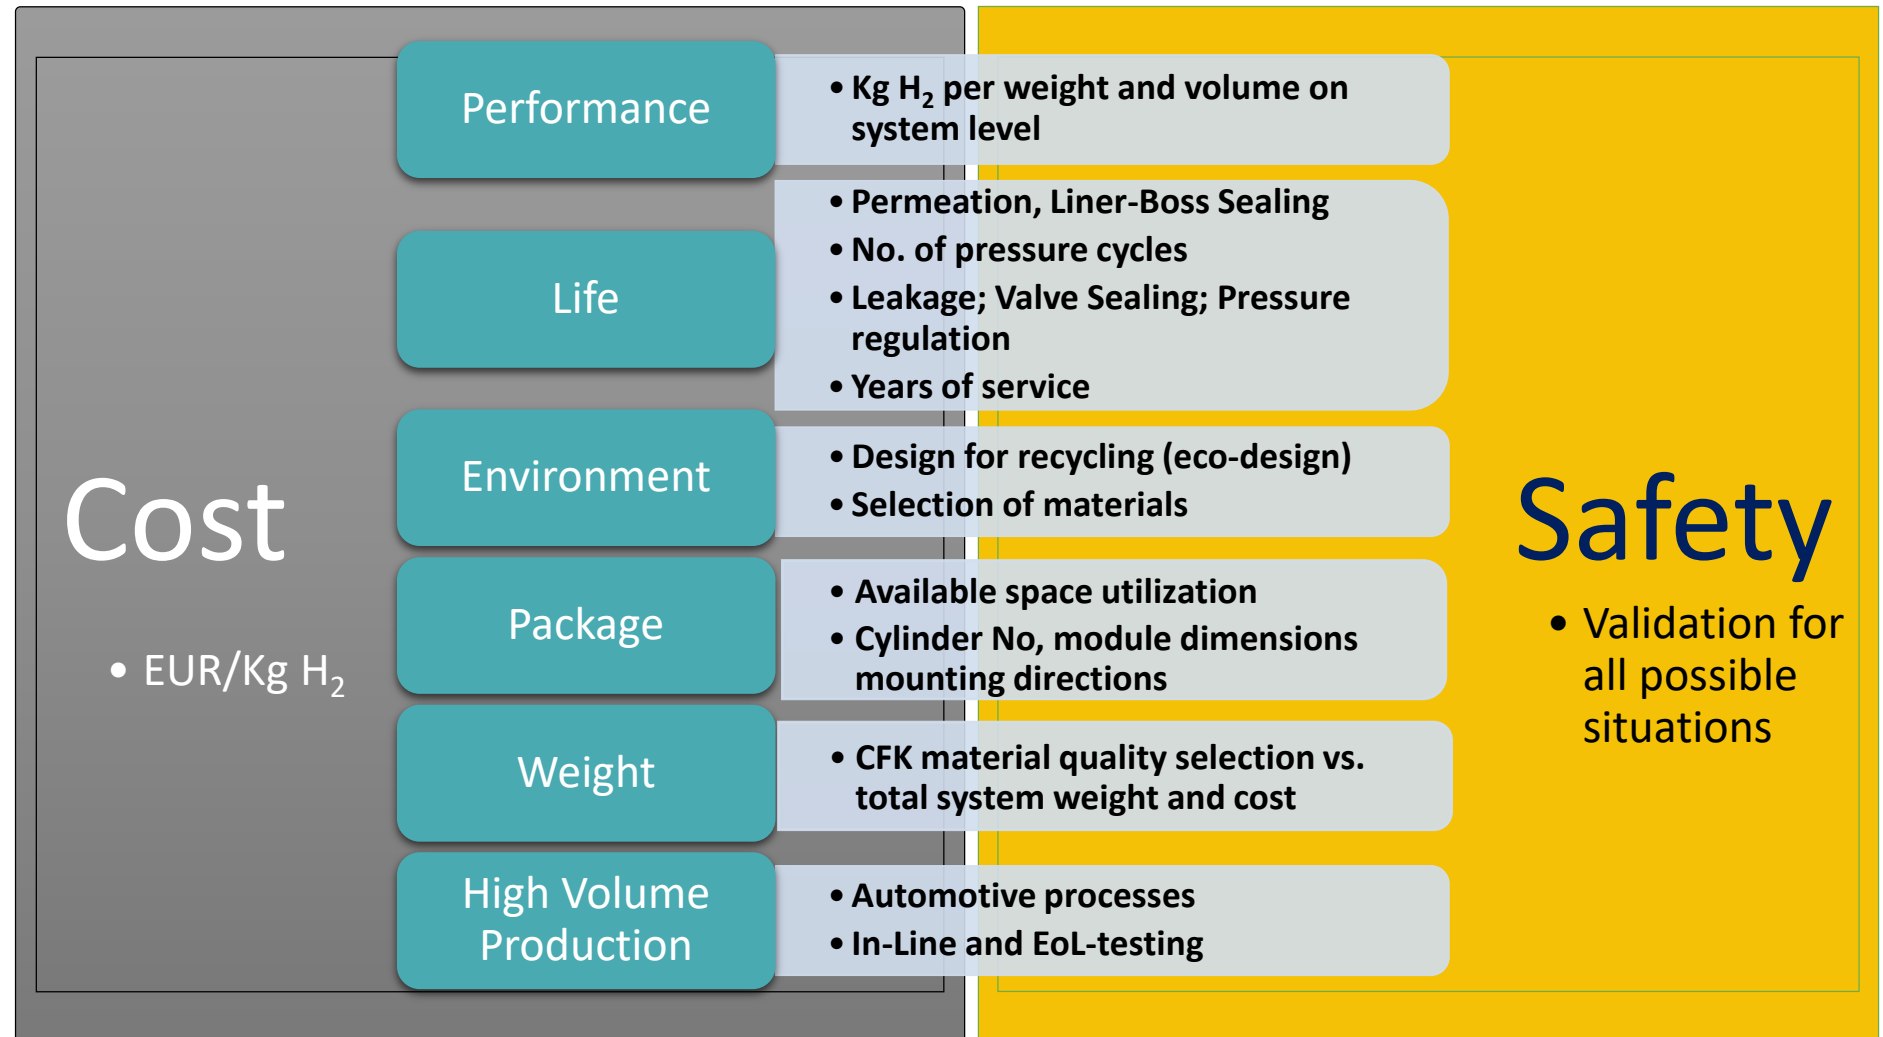 Cost
• EUR/Kg H₂
Performance
• Kg H₂ per weight and volume on
system level
Life
• Permeation, Liner-Boss Sealing
• No. of pressure cycles
• Leakage; Valve Sealing; Pressure
regulation
• Years of service
Environment
• Design for recycling (eco-design)
• Selection of materials
Package
• Available space utilization
• Cylinder No, module dimensions
mounting directions
Weight
• CFK material quality selection vs.
total system weight and cost
High Volume
Production
• Automotive processes
• In-Line and EoL-testing
Safety
• Validation for
all possible
situations